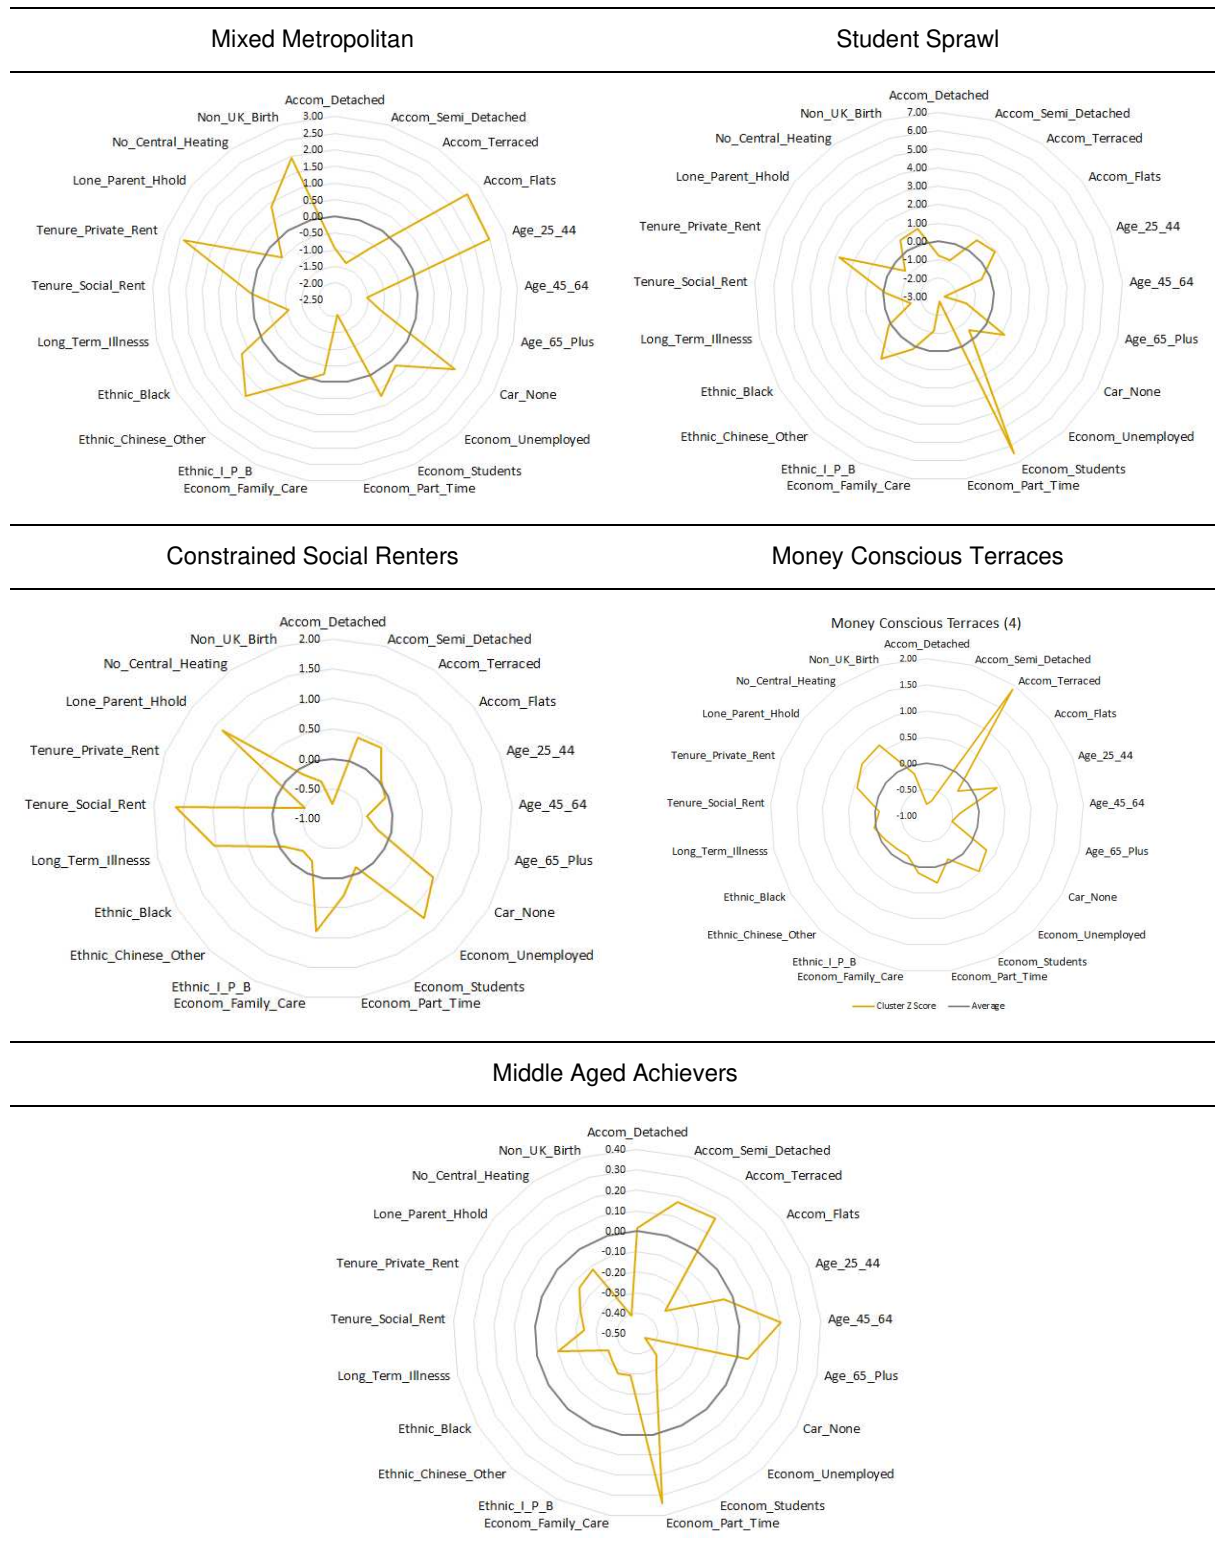 Mixed Metropolitan
Student Sprawl
Accom_Detached
Accom_Semi_Detached
Accom_Terraced
Accom_Flats
Age_25_44
Age_45_64
Age_65_Plus
Car_None
Econom_Unemployed
Econom_Students
Econom_Part_Time
Econom_Family_Care
Ethnic_I_P_B
Ethnic_Chinese_Other
Ethnic_Black
Long_Term_Illnesss
Tenure_Social_Rent
Tenure_Private_Rent
Lone_Parent_Hhold
No_Central_Heating
Non_UK_Birth
3.00
2.50
2.00
1.50
1.00
0.50
0.00
-0.50
-1.00
-1.50
-2.00
-2.50
Accom_Detached
Accom_Semi_Detached
Accom_Terraced
Accom_Flats
Age_25_44
Age_45_64
Age_65_Plus
Car_None
Econom_Unemployed
Econom_Students
Econom_Part_Time
Econom_Family_Care
Ethnic_I_P_B
Ethnic_Chinese_Other
Ethnic_Black
Long_Term_Illnesss
Tenure_Social_Rent
Tenure_Private_Rent
Lone_Parent_Hhold
No_Central_Heating
Non_UK_Birth
7.00
6.00
5.00
4.00
3.00
2.00
1.00
0.00
-1.00
-2.00
-3.00
Constrained Social Renters
Money Conscious Terraces
Accom_Detached
Accom_Semi_Detached
Accom_Terraced
Accom_Flats
Age_25_44
Age_45_64
Age_65_Plus
Car_None
Econom_Unemployed
Econom_Students
Econom_Part_Time
Econom_Family_Care
Ethnic_I_P_B
Ethnic_Chinese_Other
Ethnic_Black
Long_Term_Illnesss
Tenure_Social_Rent
Tenure_Private_Rent
Lone_Parent_Hhold
No_Central_Heating
Non_UK_Birth
2.00
1.50
1.00
0.50
0.00
-0.50
-1.00
Money Conscious Terraces (4)
Accom_Detached
Accom_Semi_Detached
Accom_Terraced
Accom_Flats
Age_25_44
Age_45_64
Age_65_Plus
Car_None
Econom_Unemployed
Econom_Students
Econom_Part_Time
Econom_Family_Care
Ethnic_I_P_B
Ethnic_Chinese_Other
Ethnic_Black
Long_Term_Illnesss
Tenure_Social_Rent
Tenure_Private_Rent
Lone_Parent_Hhold
No_Central_Heating
Non_UK_Birth
2.00
1.50
1.00
0.50
0.00
-0.50
-1.00
Cluster Z Score
Average
Middle Aged Achievers
Accom_Detached
Accom_Semi_Detached
Accom_Terraced
Accom_Flats
Age_25_44
Age_45_64
Age_65_Plus
Car_None
Econom_Unemployed
Econom_Students
Econom_Part_Time
Econom_Family_Care
Ethnic_I_P_B
Ethnic_Chinese_Other
Ethnic_Black
Long_Term_Illnesss
Tenure_Social_Rent
Tenure_Private_Rent
Lone_Parent_Hhold
No_Central_Heating
Non_UK_Birth
0.40
0.30
0.20
0.10
0.00
-0.10
-0.20
-0.30
-0.40
-0.50